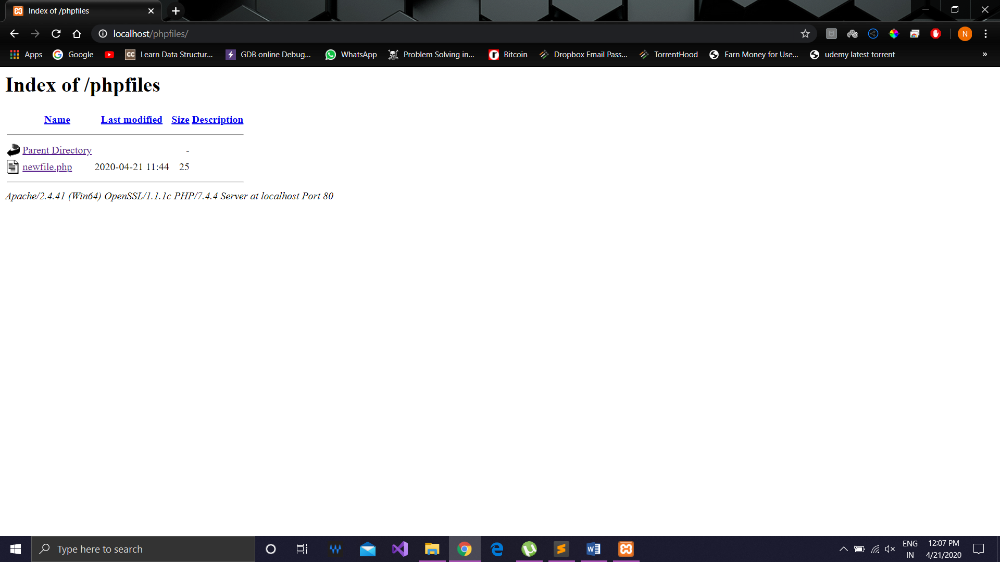 Index of /phpfiles
localhost/phpfiles/
Apps Google Learn Data Structur... GDB online Debug... WhatsApp Problem Solving in... Bitcoin Dropbox Email Pass... TorrentHood Earn Money for Use... udemy latest torrent »
Index of /phpfiles
Name Last modified Size Description
Parent Directory -
newfile.php 2020-04-21 11:44 25
Apache/2.4.41 (Win64) OpenSSL/1.1.1c PHP/7.4.4 Server at localhost Port 80
Type here to search
ENG
IN
12:07 PM
4/21/2020